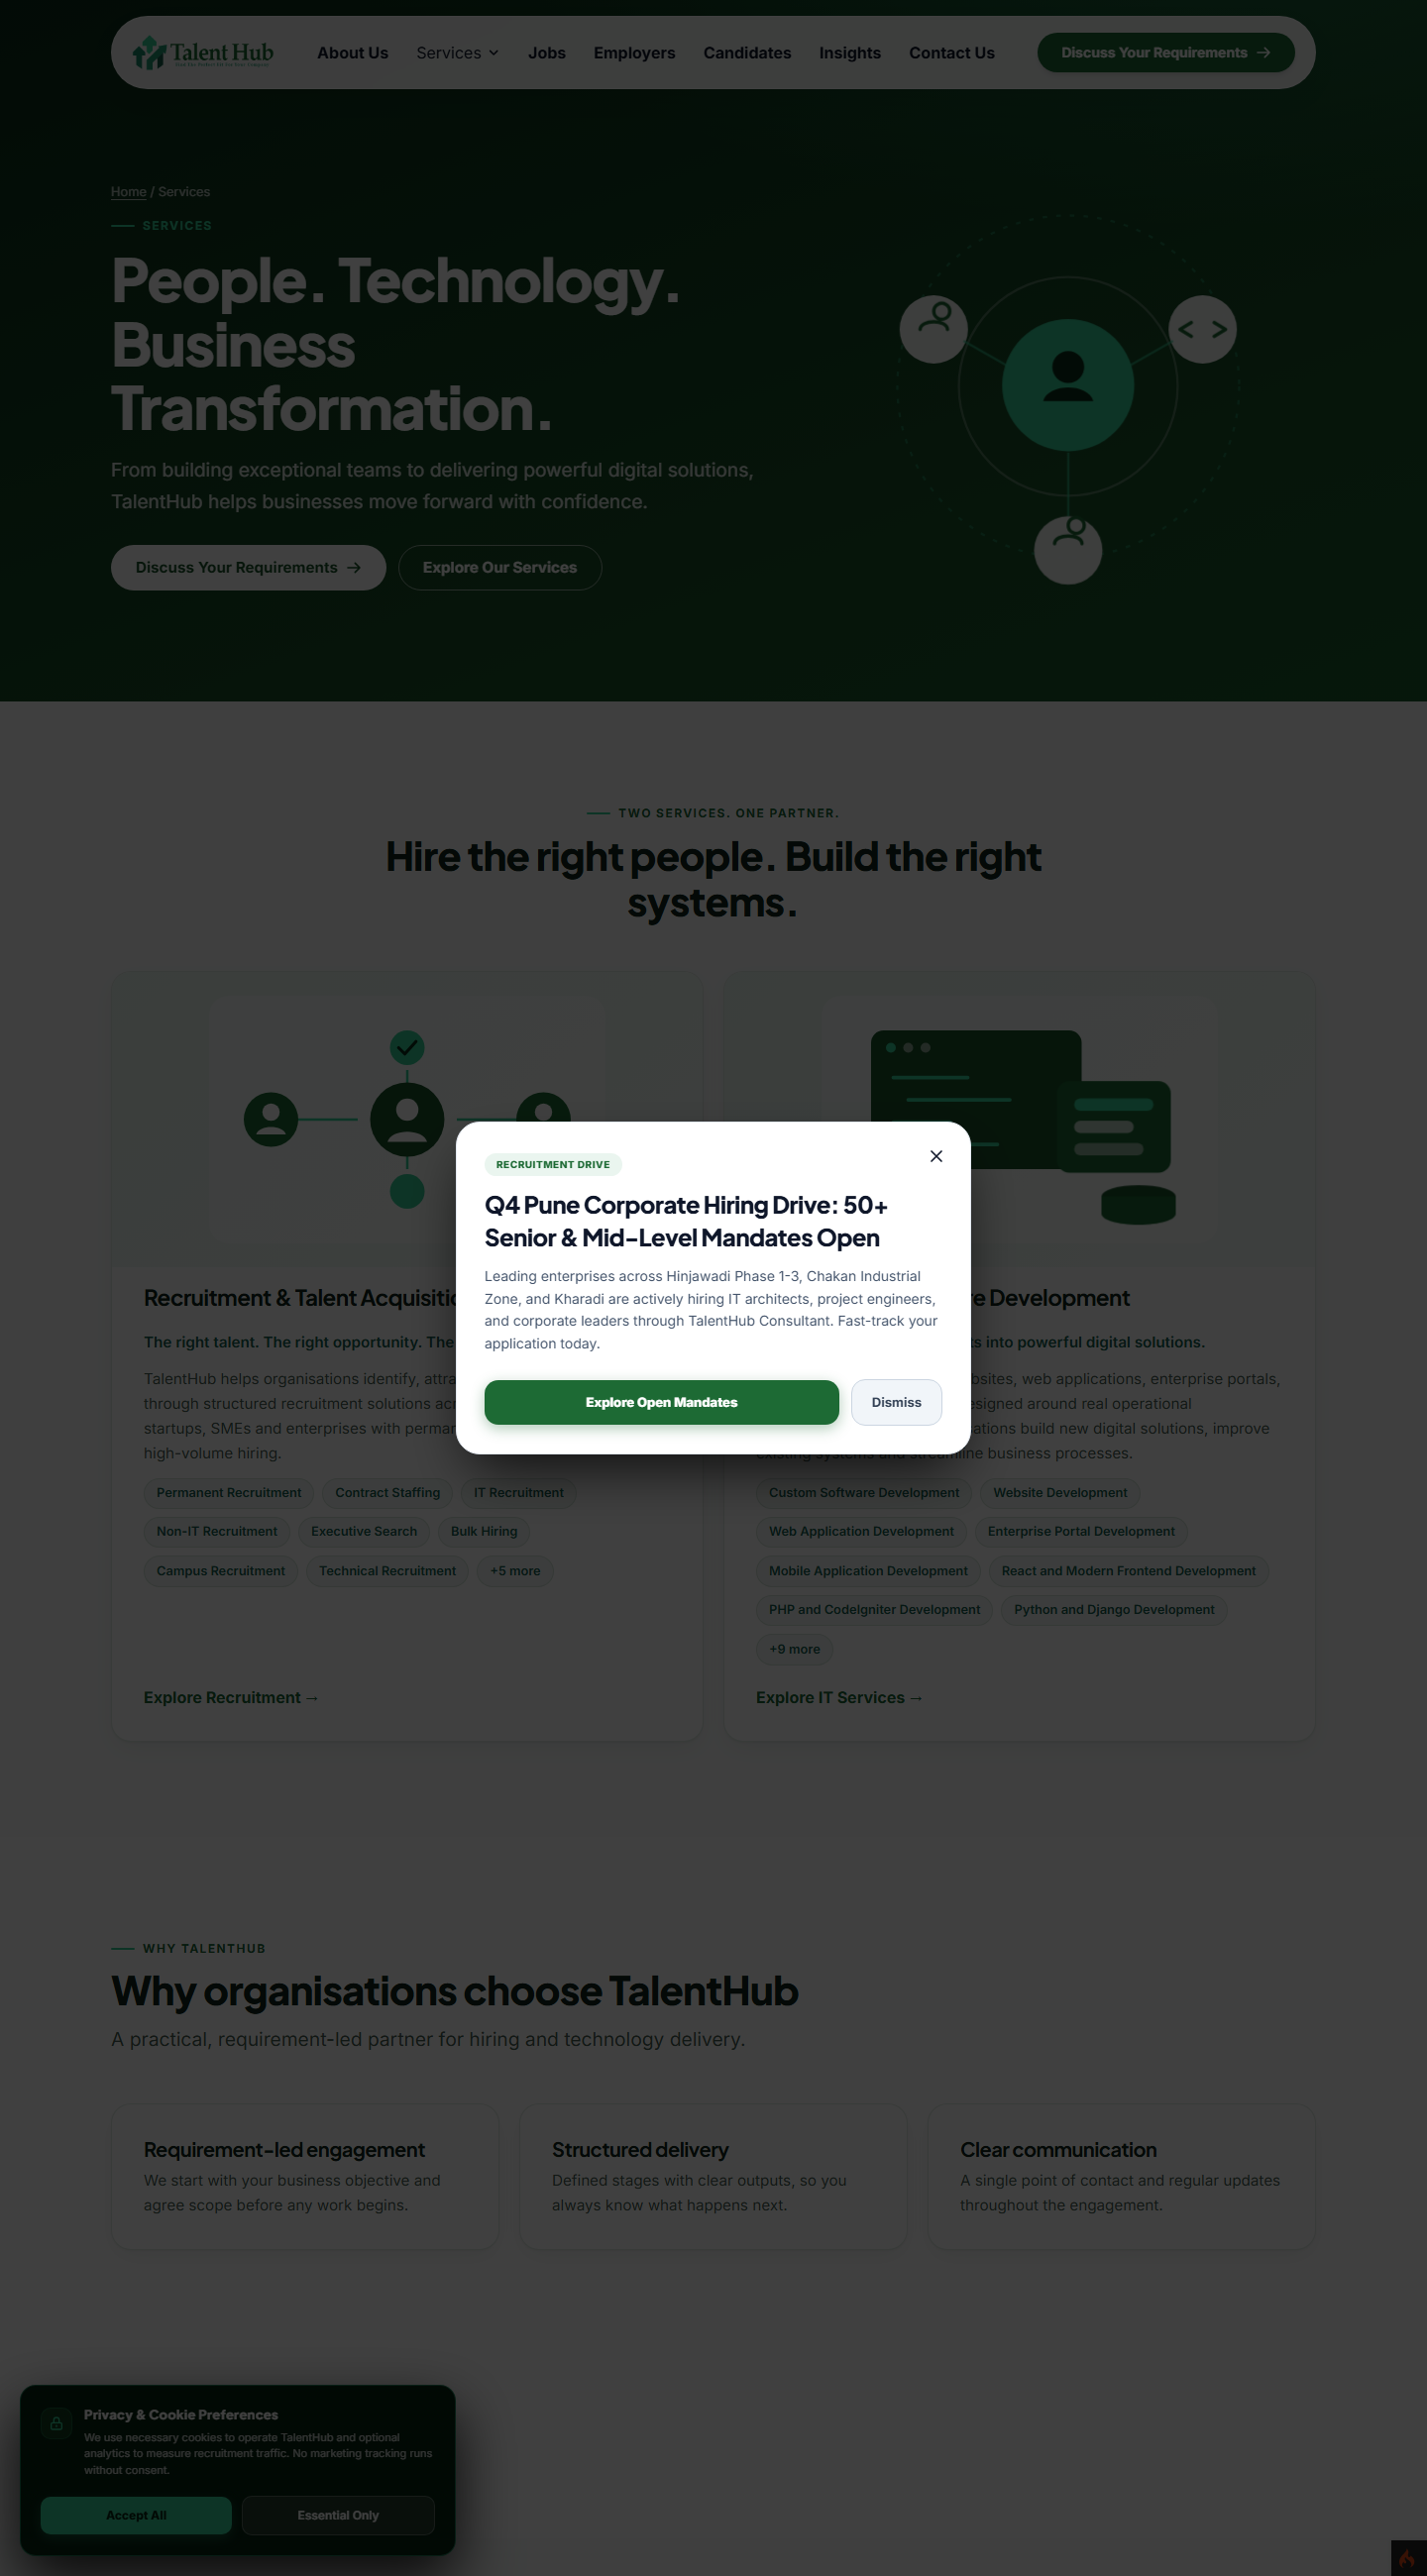 Talent Hub
About Us
Services
Jobs
Employers
Candidates
Insights
Contact Us
Discuss Your Requirements →
Home / Services
SERVICES
People. Technology.
Business
Transformation.
From building exceptional teams to delivering powerful digital solutions,
TalentHub helps businesses move forward with confidence.
Discuss Your Requirements →
Explore Our Services
TWO SERVICES. ONE PARTNER.
Hire the right people. Build the right
systems.
RECRUITMENT DRIVE
Q4 Pune Corporate Hiring Drive: 50+
Senior & Mid-Level Mandates Open
Leading enterprises across Hinjawadi Phase 1-3, Chakan Industrial
Zone, and Kharadi are actively hiring IT architects, project engineers,
and corporate leaders through TalentHub Consultant. Fast-track your
application today.
Explore Open Mandates
Dismiss
Recruitment & Talent
The right talent. The right opportunity. The
TalentHub helps organisations identify,
through structured recruitment solutions
startups, SMEs and enterprises with
high-volume hiring.
Permanent Recruitment
Contract Staffing
IT Recruitment
Non-IT Recruitment
Executive Search
Bulk Hiring
Campus Recruitment
Technical Recruitment
+5 more
Explore Recruitment →
Development
into powerful digital solutions.
web applications, enterprise portals,
around real operational
build new digital solutions, improve
existing systems and streamline business processes.
Custom Software Development
Website Development
Web Application Development
Enterprise Portal Development
Mobile Application Development
React and Modern Frontend Development
PHP and CodeIgniter Development
Python and Django Development
+9 more
Explore IT Services →
WHY TALENTHUB
Why organisations choose TalentHub
A practical, requirement-led partner for hiring and technology delivery.
Requirement-led engagement
We start with your business objective and
agree scope before any work begins.
Structured delivery
Defined stages with clear outputs, so you
always know what happens next.
Clear communication
A single point of contact and regular updates
throughout the engagement.
Privacy & Cookie Preferences
We use necessary cookies to operate TalentHub and optional
analytics to measure recruitment traffic. No marketing tracking runs
without consent.
Accept All
Essential Only